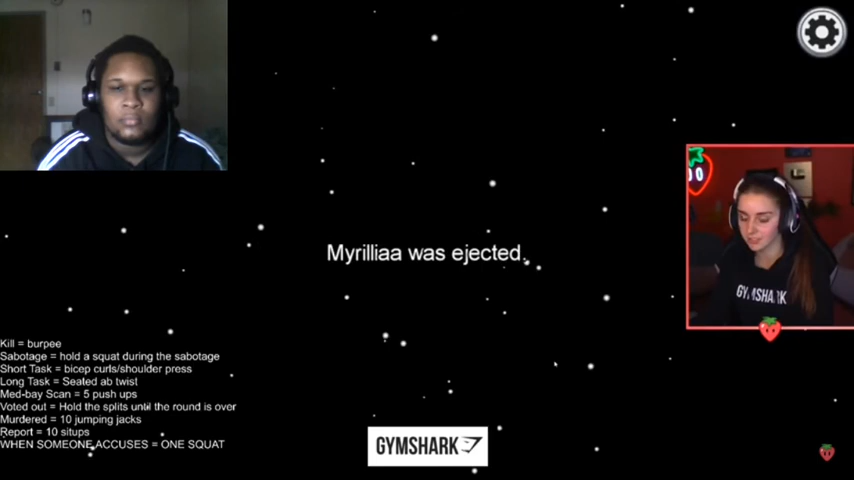 Myrilliaa was ejected.
GYMSHARK
Kill = burpee
Sabotage = hold a squat during the sabotage
Short Task = bicep curls/shoulder press
Long Task = Seated ab twist
Med-bay Scan = 5 push ups
Voted out = Hold the splits until the round is over
Murdered = 10 jumping jacks
Report = 10 situps
WHEN SOMEONE ACCUSES = ONE SQUAT
GYMSHARK